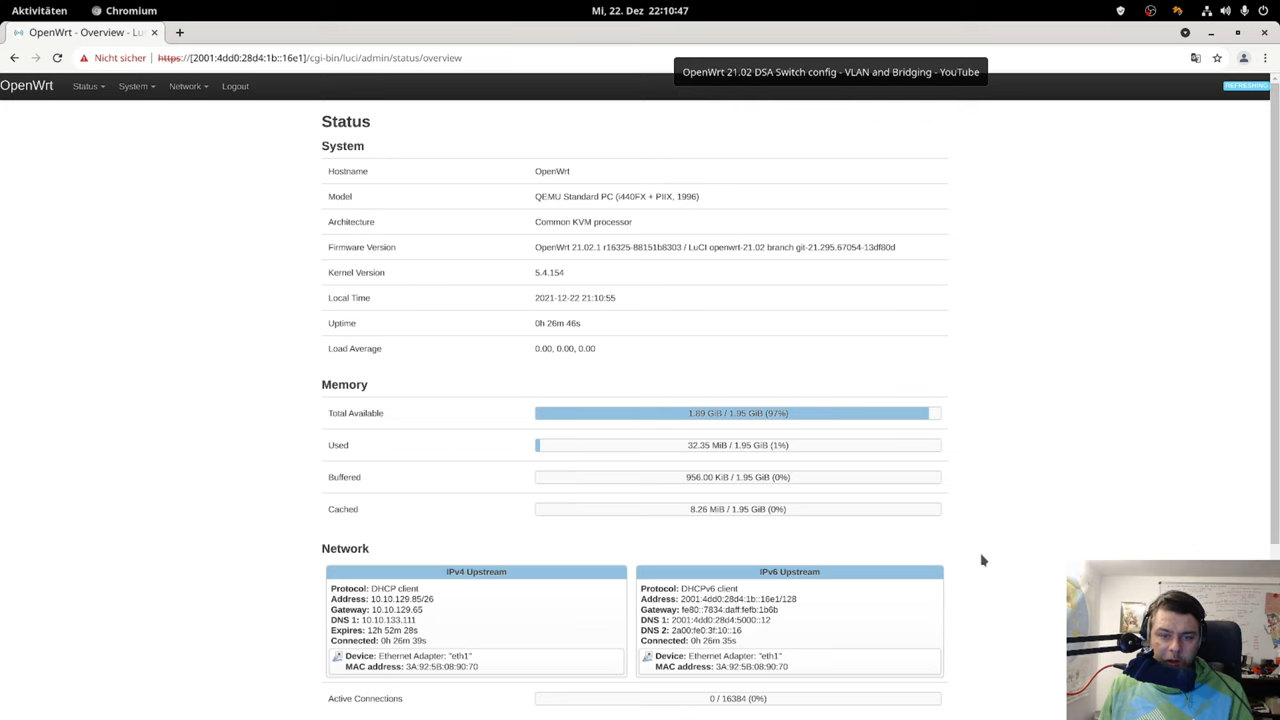 Aktivitäten Chromium Mi, 22. Dez 22:10:47
OpenWrt - Overview - Lu
Nicht sicher https://[2001:4dd0:28d4:1b::16e1]/cgi-bin/luci/admin/status/overview
OpenWrt 21.02 DSA Switch config - VLAN and Bridging - YouTube
OpenWrt Status System Network Logout REFRESHING
Status
System
Hostname OpenWrt
Model QEMU Standard PC (i440FX + PIIX, 1996)
Architecture Common KVM processor
Firmware Version OpenWrt 21.02.1 r16325-88151b8303 / LuCI openwrt-21.02 branch git-21.295.67054-13df80d
Kernel Version 5.4.154
Local Time 2021-12-22 21:10:55
Uptime 0h 26m 46s
Load Average 0.00, 0.00, 0.00
Memory
Total Available 1.89 GiB / 1.95 GiB (97%)
Used 32.35 MiB / 1.95 GiB (1%)
Buffered 956.00 KiB / 1.95 GiB (0%)
Cached 8.26 MiB / 1.95 GiB (0%)
Network
IPv4 Upstream
Protocol: DHCP client
Address: 10.10.129.85/26
Gateway: 10.10.129.65
DNS 1: 10.10.133.111
Expires: 12h 52m 28s
Connected: 0h 26m 39s
Device: Ethernet Adapter: "eth1"
MAC address: 3A:92:5B:08:90:70
IPv6 Upstream
Protocol: DHCPv6 client
Address: 2001:4dd0:28d4:1b::16e1/128
Gateway: fe80::7834:daff:fefb:1b6b
DNS 1: 2001:4dd0:28d4:5000::12
DNS 2: 2a00:fe0:3f:10::16
Connected: 0h 26m 35s
Device: Ethernet Adapter: "eth1"
MAC address: 3A:92:5B:08:90:70
Active Connections 0 / 16384 (0%)